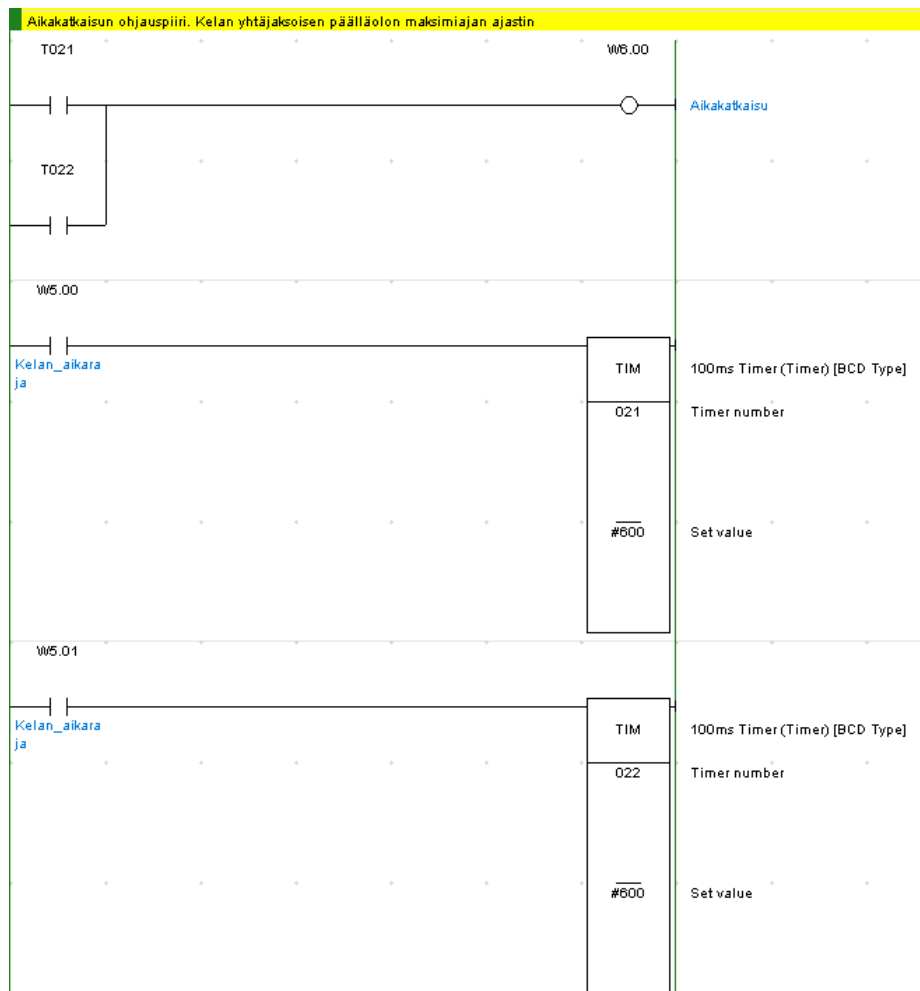 Aikakatkaisun ohjauspiiri. Kelan yhtäjaksoisen päälläolon maksimiajan ajastin
T021
W6.00
Aikakatkaisu
T022
W5.00
Kelan_aikara
ja
TIM
100ms Timer (Timer) [BCD Type]
021
Timer number
#600
Set value
W5.01
Kelan_aikara
ja
TIM
100ms Timer (Timer) [BCD Type]
022
Timer number
#600
Set value